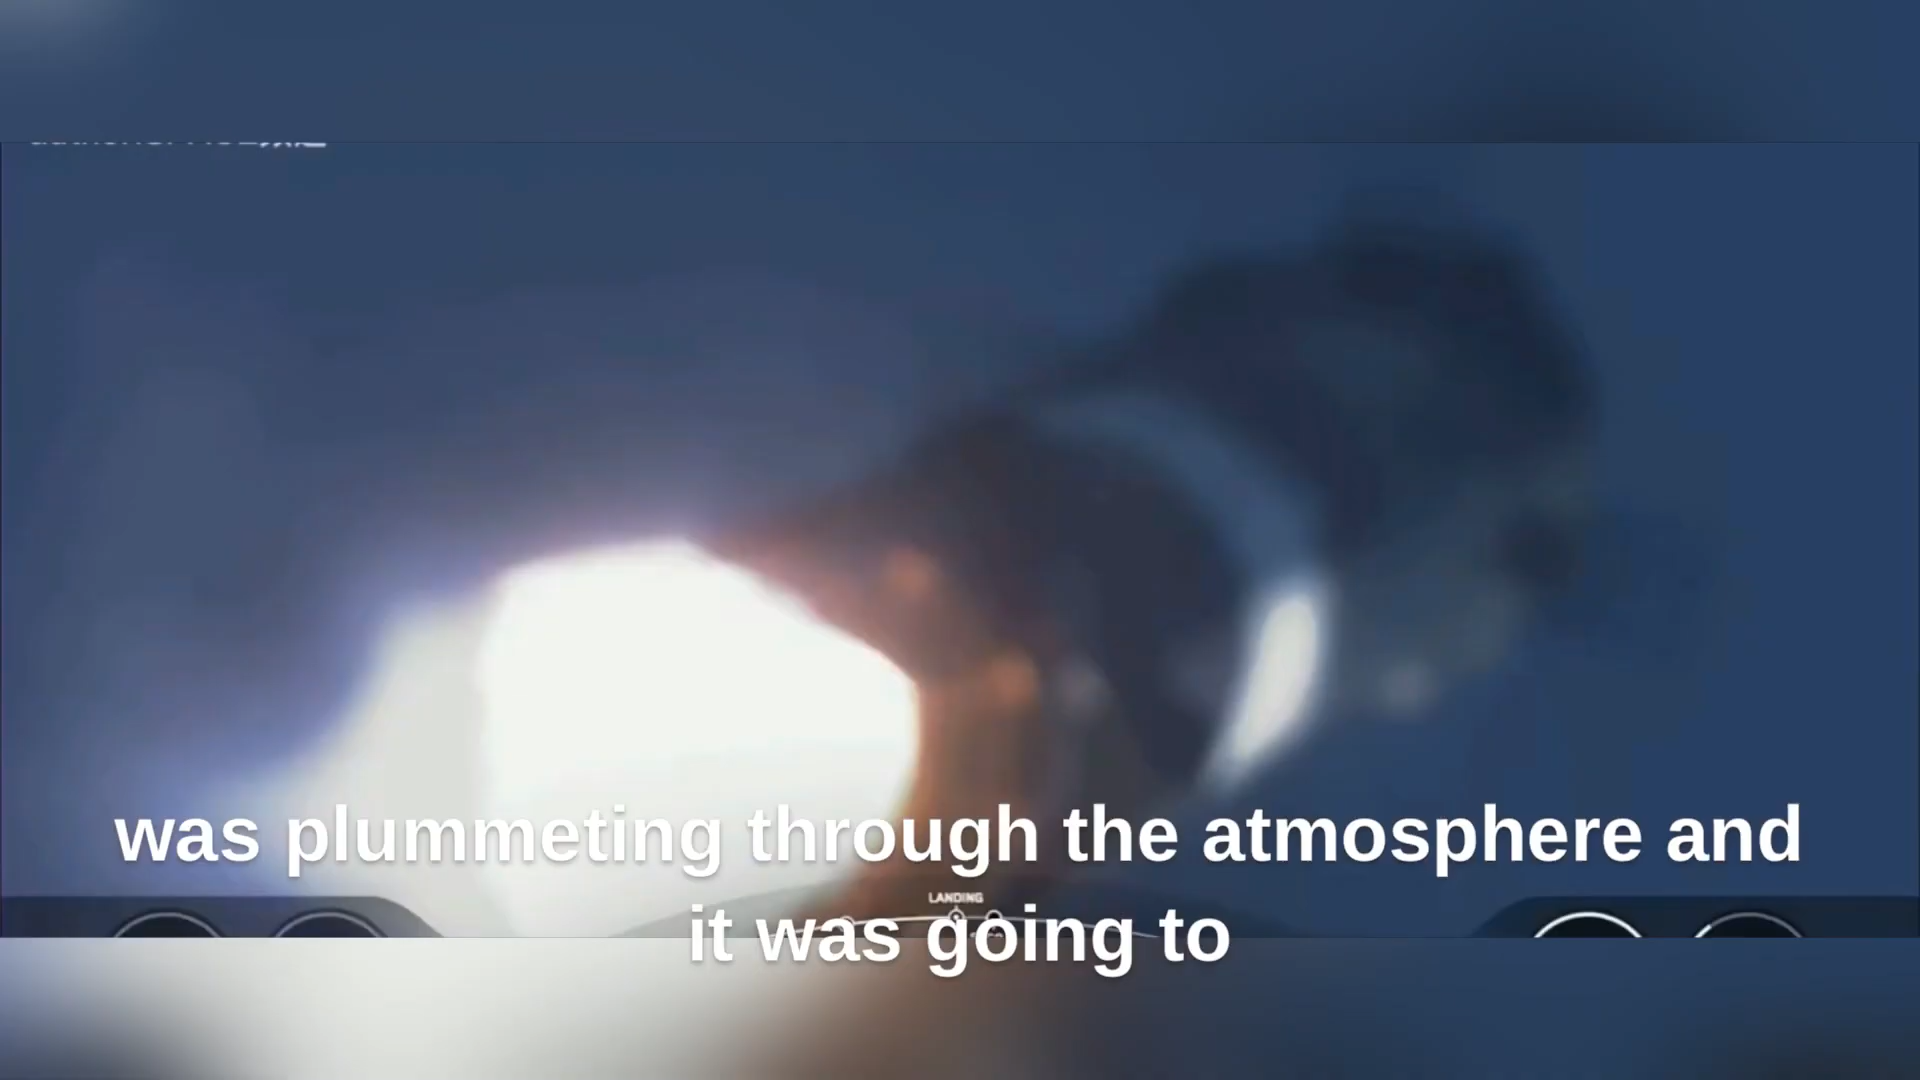 LANDING
was plummeting through the atmosphere and
it was going to